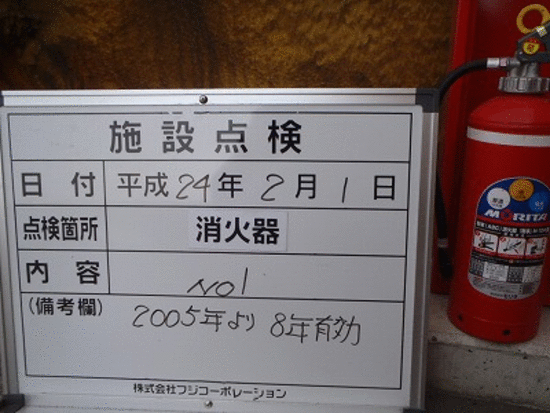 施設点検
日付 平成24年2月1日
点検箇所 消火器
内容 NO1
(備考欄) 2005年より 8年有効
株式会社フジコーポレーション
MORITA